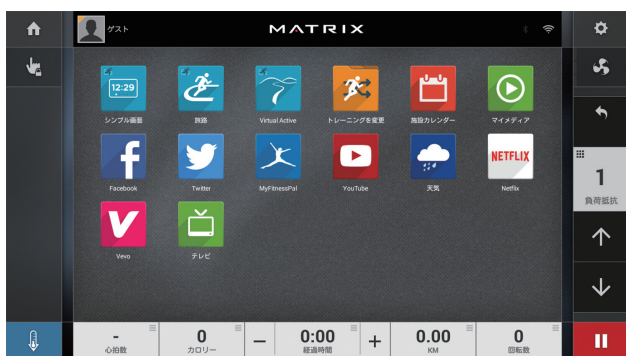 ゲスト
MATRIX
12:29
シンプル画面
旅路
Virtual Active
トレーニングを変更
施設カレンダー
マイメディア
NETFLIX
Facebook
Twitter
MyFitnessPal
YouTube
天気
Netflix
Vevo
テレビ
1
負荷抵抗
-
心拍数
0
カロリー
−
0:00
経過時間
+
0.00
KM
0
回転数